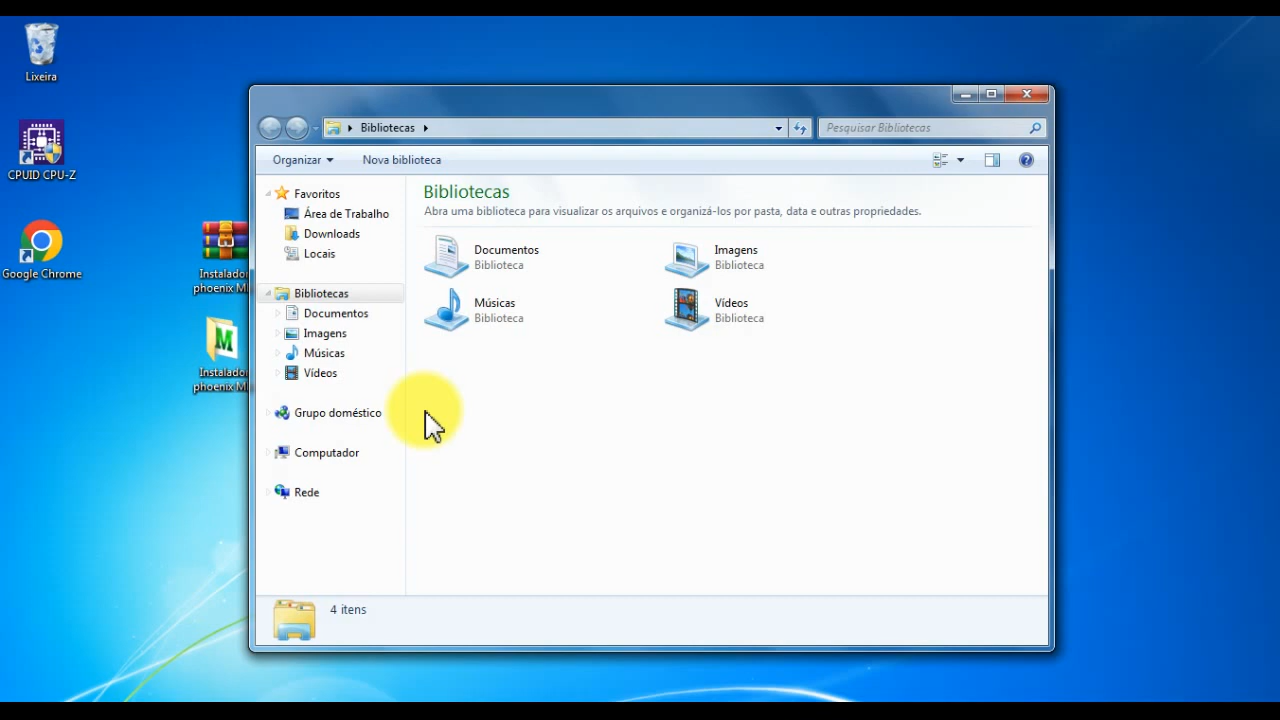 Lixeira
CPUID CPU-Z
Google Chrome
Instalador
phoenix
Instalador
phoenix
Bibliotecas
Pesquisar Bibliotecas
Organizar
Nova biblioteca
Favoritos
Área de Trabalho
Downloads
Locais
Bibliotecas
Documentos
Imagens
Músicas
Vídeos
Grupo doméstico
Computador
Rede
Bibliotecas
Abra uma biblioteca para visualizar os arquivos e organizá-los por pasta, data e outras propriedades.
Documentos
Biblioteca
Imagens
Biblioteca
Músicas
Biblioteca
Vídeos
Biblioteca
4 itens